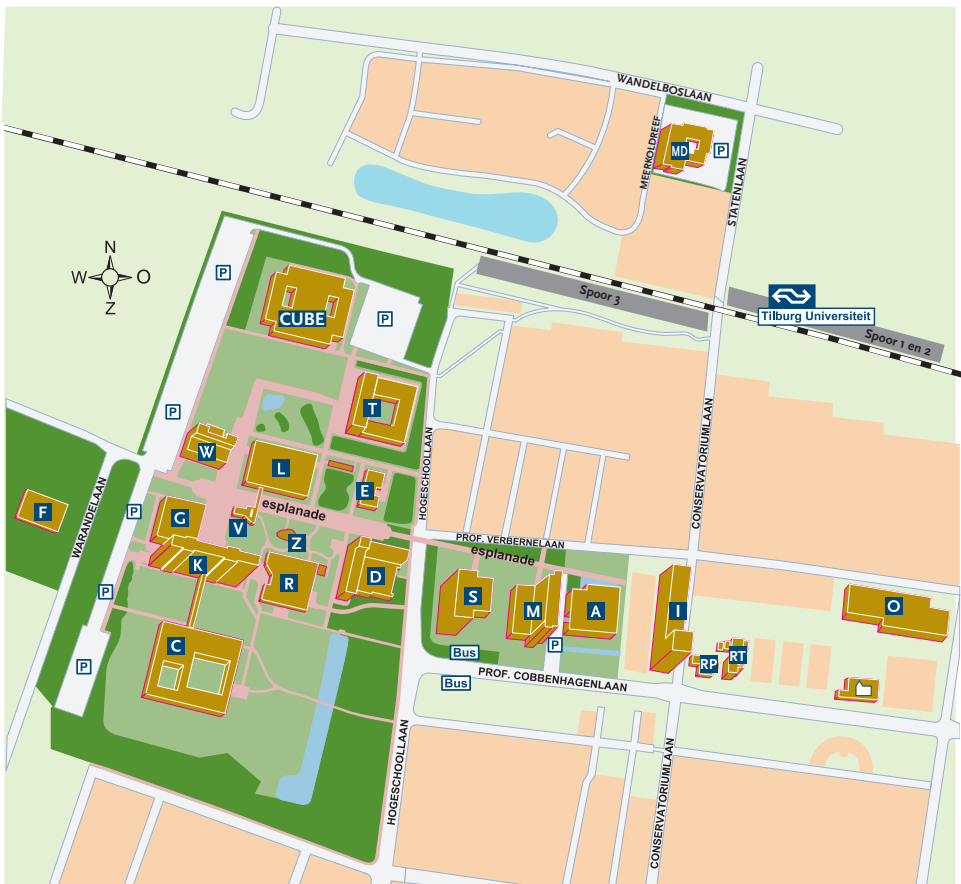 WANDELBOSLAAN
MEERKOLDREEF
MD
P
STATENLAAN
N
W
O
Z
P
CUBE
P
Spoor 3
Tilburg Universiteit
Spoor 1 en 2
P
T
W
L
E
HOGESCHOOLLAAN
CONSERVATORIUMLAAN
F
WARANDELAAN
P
G
V
esplanade
Z
K
R
D
PROF. VERBERNELAAN
esplanade
P
S
M
A
I
O
C
P
Bus
P
RP
RT
Bus
PROF. COBBENHAGENLAAN
HOGESCHOOLLAAN
CONSERVATORIUMLAAN